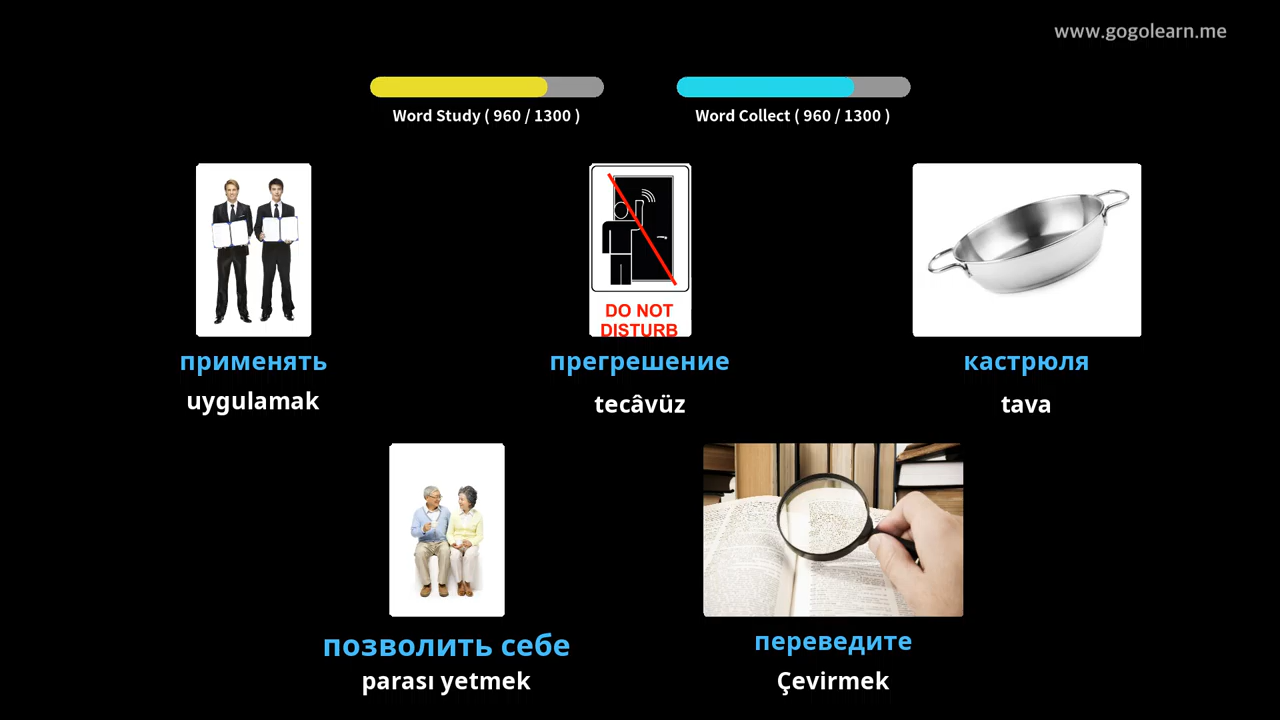 www.gogolearn.me
Word Study ( 960 / 1300 )
Word Collect ( 960 / 1300 )
DO NOT
DISTURB
применять
uygulamak
прегрешение
tecâvüz
кастрюля
tava
позволить себе
parası yetmek
переведите
Çevirmek